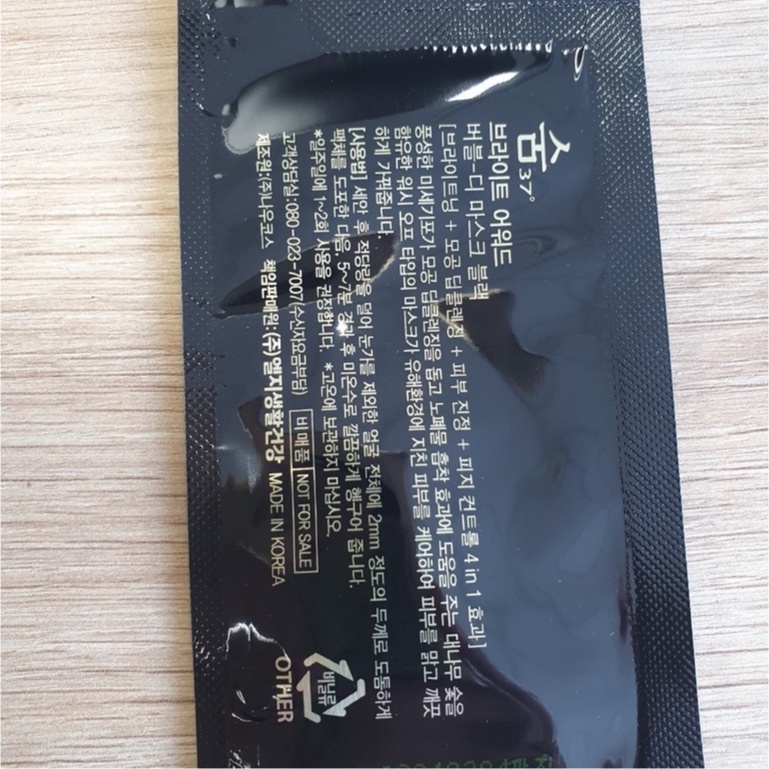 숨37°
브라이트 어워드
버블-디 마스크 블랙
[브라이트닝 + 모공 딥클렌징 + 피부 진정 + 피지 컨트롤 4 in 1 효과]
풍성한 미세기포가 모공 딥클렌징을 돕고 노폐물 흡착 효과에 도움을 주는 대나무 숯을
함유한 워시 오프 타입의 마스크가 유해환경에 지친 피부를 케어하여 피부를 맑고 깨끗
하게 가꿔줍니다.
[사용법] 세안 후 적당량을 덜어 눈가를 제외한 얼굴 전체에 2mm 정도의 두께로 도톰하게
팩제를 도포한 다음, 5~7분 경과 후 미온수로 깔끔하게 헹구어 줍니다.
*일주일에 1~2회 사용을 권장합니다. *고온에 보관하지 마십시오.
고객상담실:080-023-7007(수신자요금부담) 비매품 NOT FOR SALE
제조원:(주)나우코스 책임판매원:(주)엘지생활건강 MADE IN KOREA
비닐류
OTHER